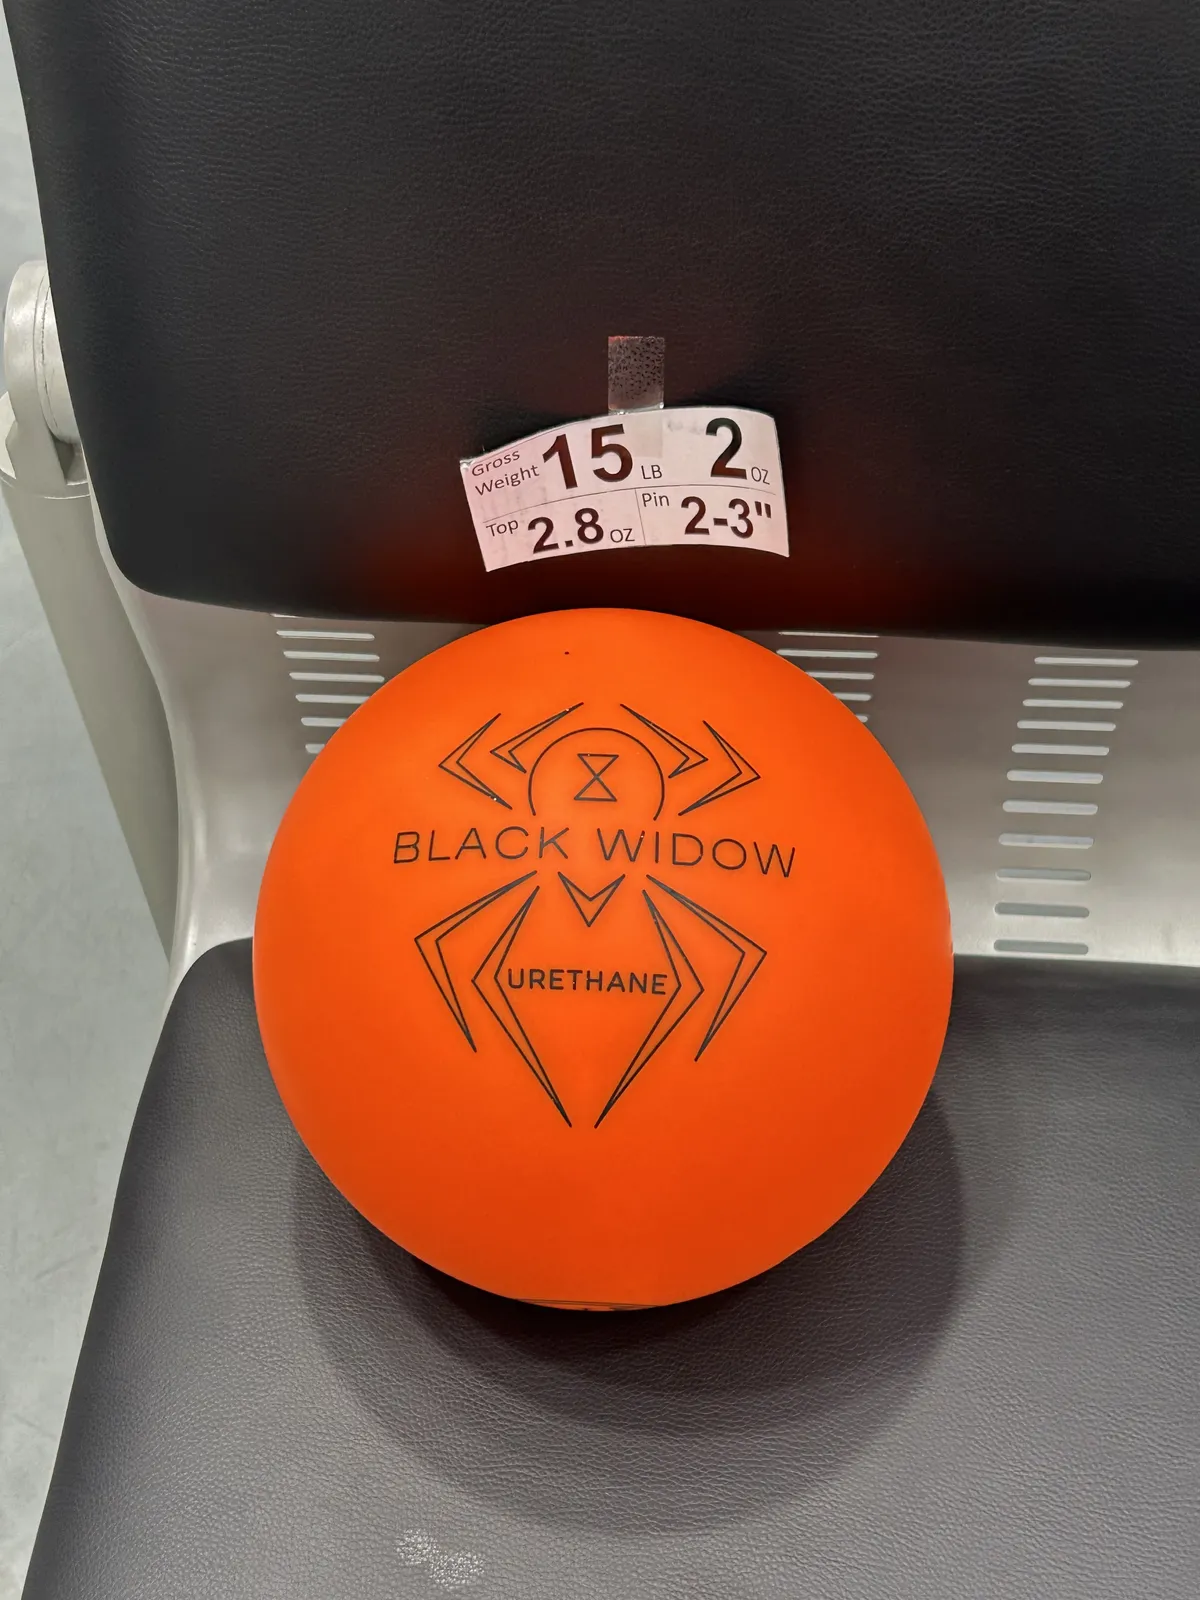 Gross Weight 15 LB 2 OZ
Top 2.8 OZ Pin 2-3"
BLACK WIDOW
URETHANE